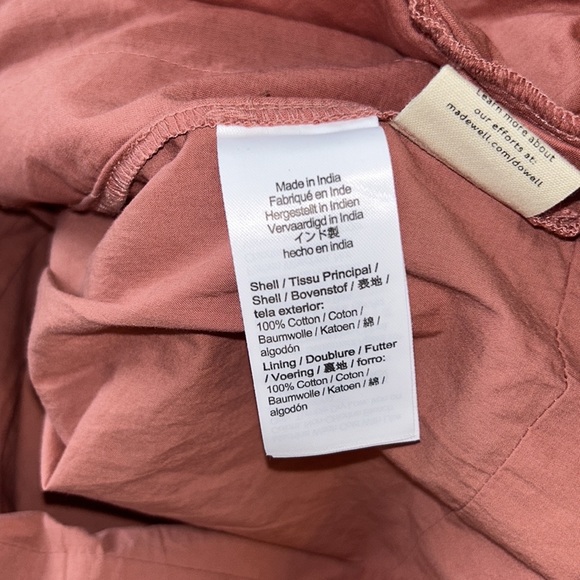 Made in India
Fabriqué en Inde
Hergestellt in Indien
Vervaardigd in India
インド製
hecho en india
Shell / Tissu Principal /
Shell / Bovenstof / 表地 /
tela exterior:
100% Cotton / Coton /
Baumwolle / Katoen / 綿 /
algodón
Lining / Doublure / Futter
/ Voering / 裏地 / forro:
100% Cotton / Coton /
Baumwolle / Katoen / 綿 /
algodón
Learn more about
our efforts at:
madewell.com/dowell